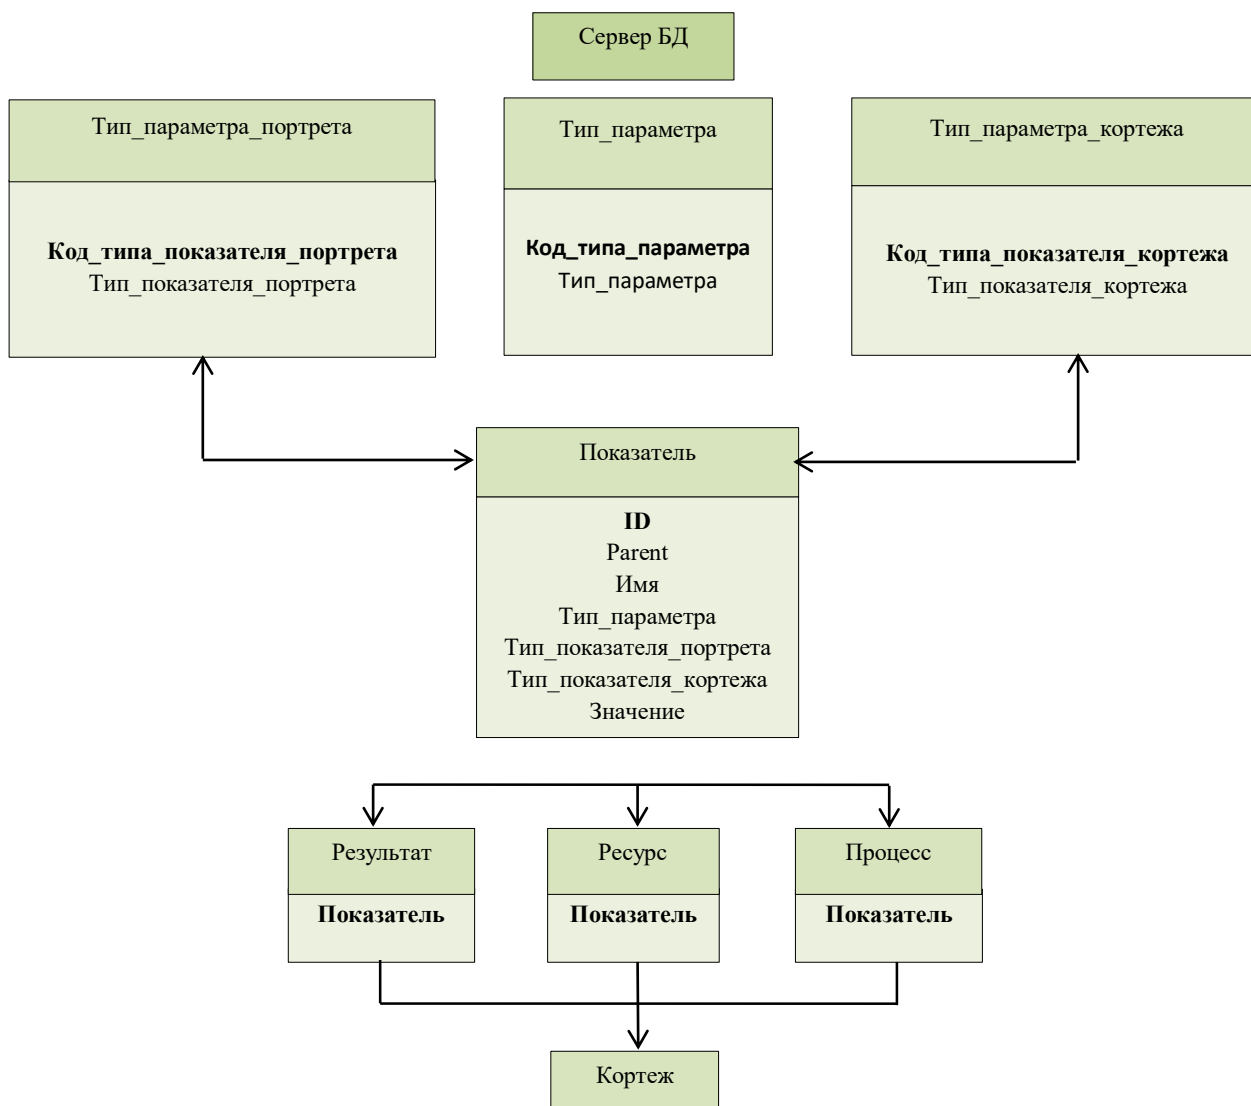 Сервер БД
Тип_параметра_портрета
Код_типа_показателя_портрета
Тип_показателя_портрета
Тип_параметра
Код_типа_параметра
Тип_параметра
Тип_параметра_кортежа
Код_типа_показателя_кортежа
Тип_показателя_кортежа
Показатель
ID
Parent
Имя
Тип_параметра
Тип_показателя_портрета
Тип_показателя_кортежа
Значение
Результат
Показатель
Ресурс
Показатель
Процесс
Показатель
Кортеж